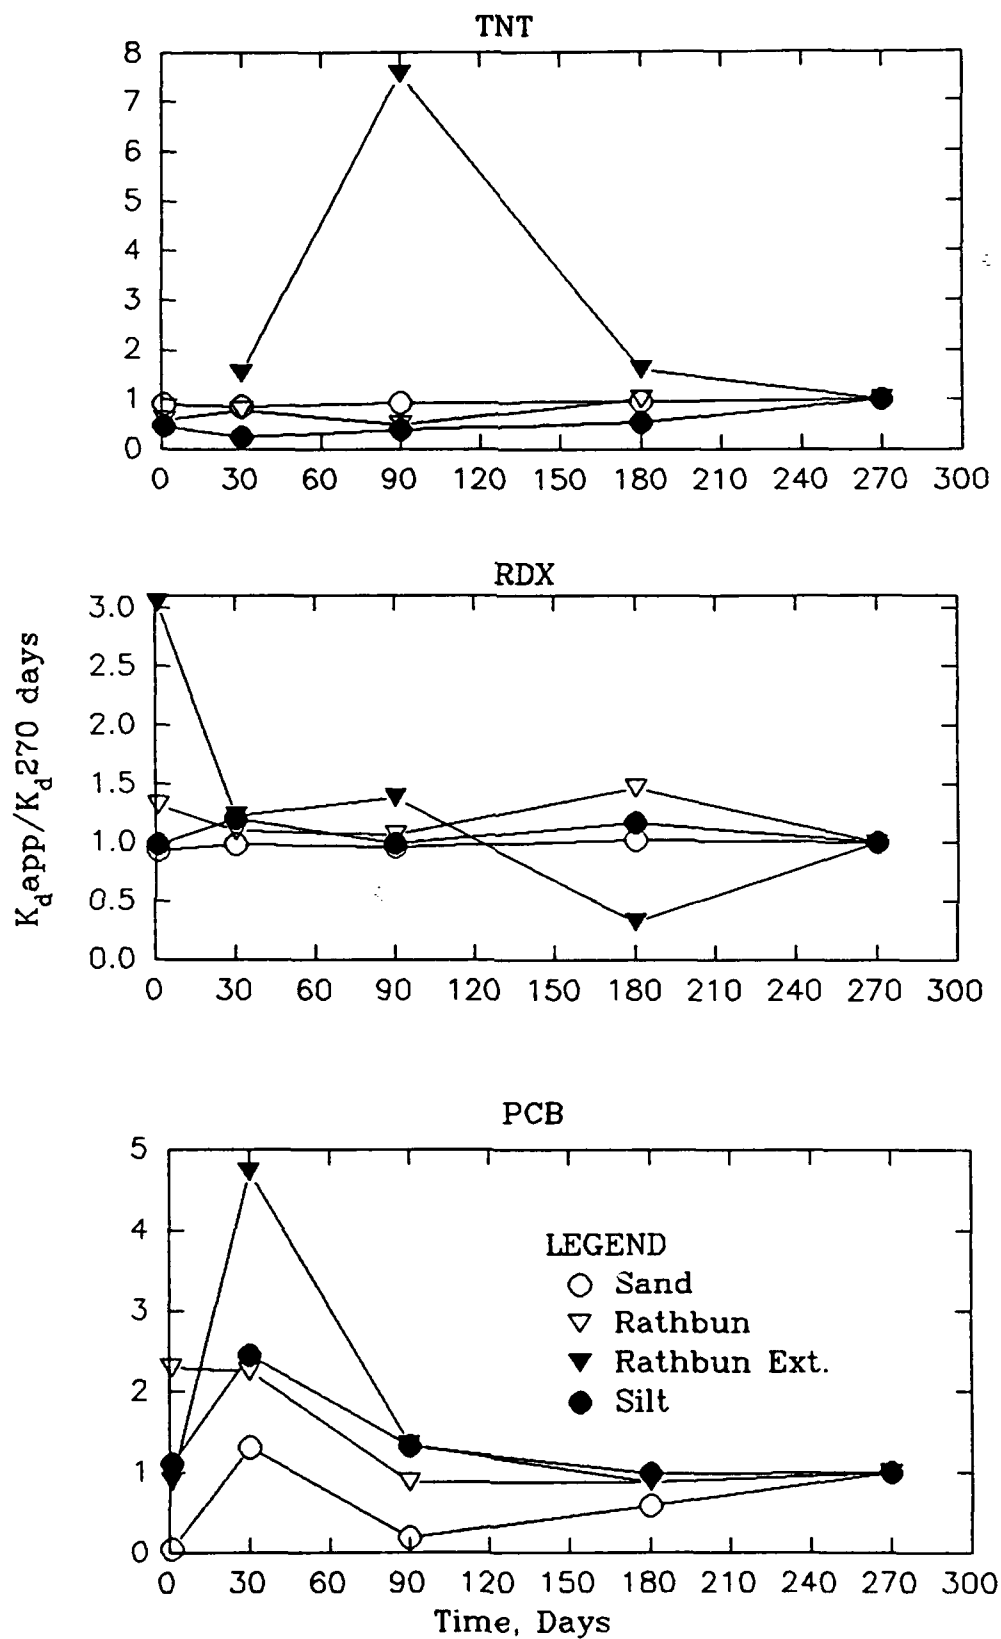 TNT
8
7
6
5
4
3
2
1
0
0 30 60 90 120 150 180 210 240 270 300
RDX
3.0
2.5
2.0
1.5
1.0
0.5
0.0
0 30 60 90 120 150 180 210 240 270 300
Kdapp/Kd270 days
PCB
5
4
3
2
1
0
LEGEND
Sand
Rathbun
Rathbun Ext.
Silt
0 30 60 90 120 150 180 210 240 270 300
Time, Days